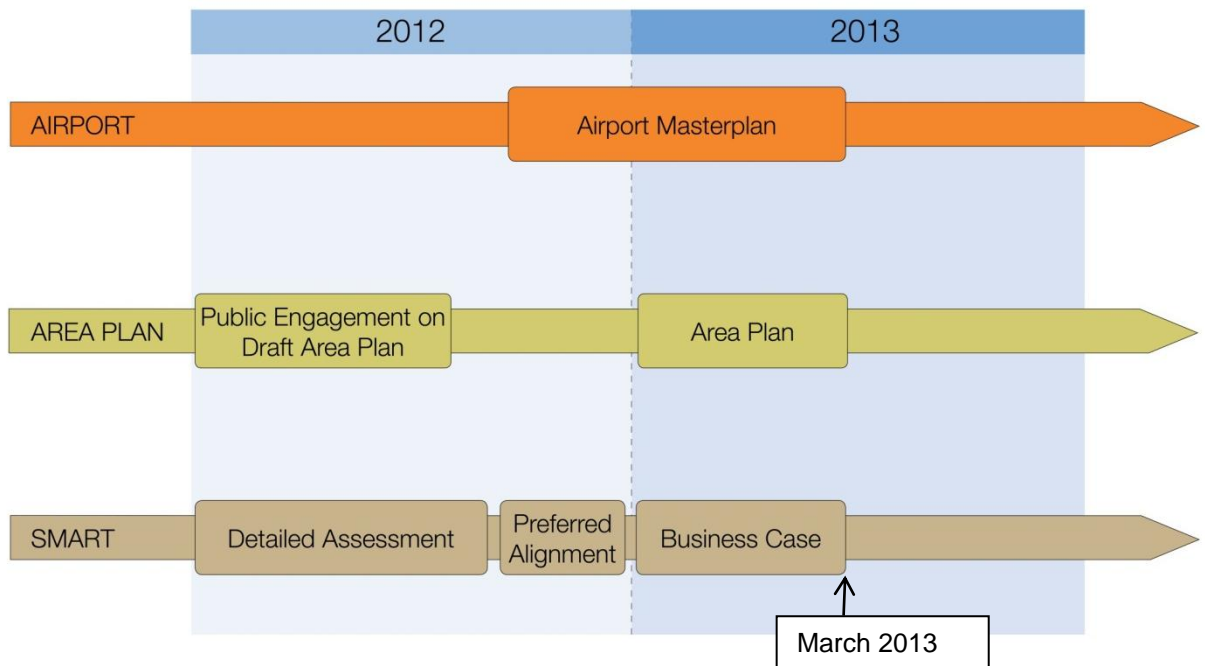 2012 2013
AIRPORT Airport Masterplan
AREA PLAN Public Engagement on
Draft Area Plan Area Plan
SMART Detailed Assessment Preferred
Alignment Business Case
March 2013